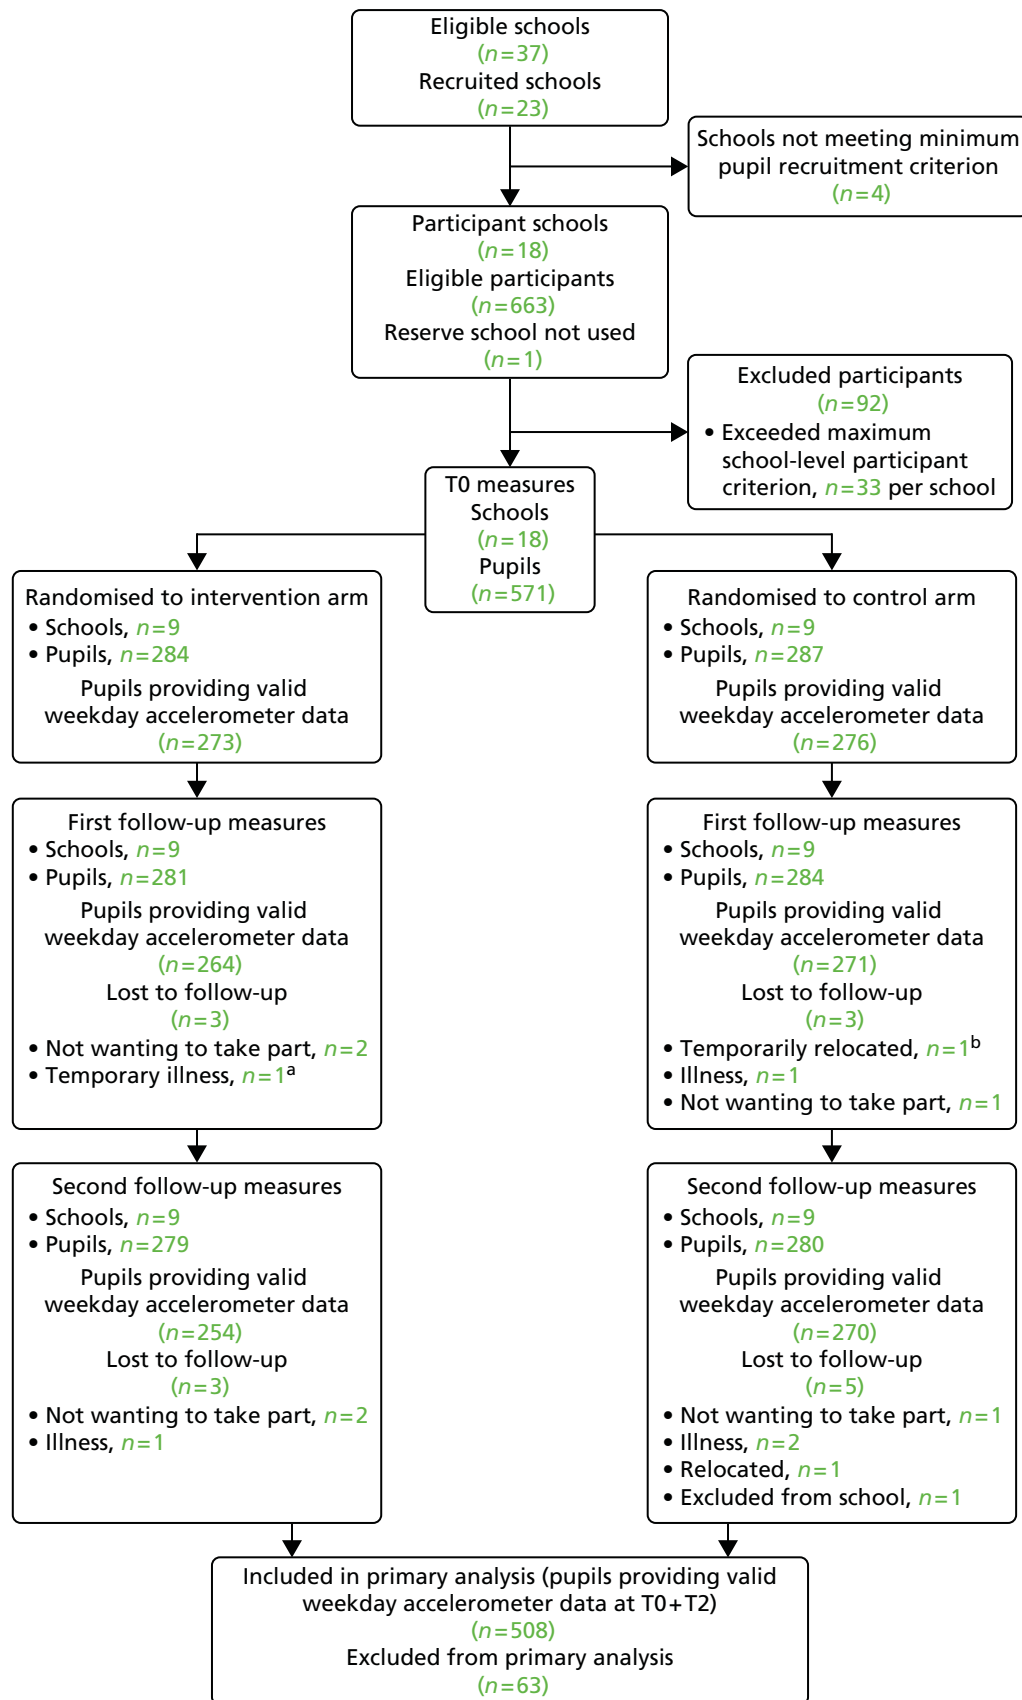 Eligible schools
(n=37)
Recruited schools
(n=23)
Schools not meeting minimum
pupil recruitment criterion
(n=4)
Participant schools
(n=18)
Eligible participants
(n=663)
Reserve school not used
(n=1)
Excluded participants
(n=92)
• Exceeded maximum
school-level participant
criterion, n=33 per school
T0 measures
Schools
(n=18)
Pupils
(n=571)
Randomised to intervention arm
• Schools, n=9
• Pupils, n=284
Pupils providing valid
weekday accelerometer data
(n=273)
Randomised to control arm
• Schools, n=9
• Pupils, n=287
Pupils providing valid
weekday accelerometer data
(n=276)
First follow-up measures
• Schools, n=9
• Pupils, n=281
Pupils providing valid
weekday accelerometer data
(n=264)
Lost to follow-up
(n=3)
• Not wanting to take part, n=2
• Temporary illness, n=1a
First follow-up measures
• Schools, n=9
• Pupils, n=284
Pupils providing valid
weekday accelerometer data
(n=271)
Lost to follow-up
(n=3)
• Temporarily relocated, n=1b
• Illness, n=1
• Not wanting to take part, n=1
Second follow-up measures
• Schools, n=9
• Pupils, n=279
Pupils providing valid
weekday accelerometer data
(n=254)
Lost to follow-up
(n=3)
• Not wanting to take part, n=2
• Illness, n=1
Second follow-up measures
• Schools, n=9
• Pupils, n=280
Pupils providing valid
weekday accelerometer data
(n=270)
Lost to follow-up
(n=5)
• Not wanting to take part, n=1
• Illness, n=2
• Relocated, n=1
• Excluded from school, n=1
Included in primary analysis (pupils providing valid
weekday accelerometer data at T0+T2)
(n=508)
Excluded from primary analysis
(n=63)